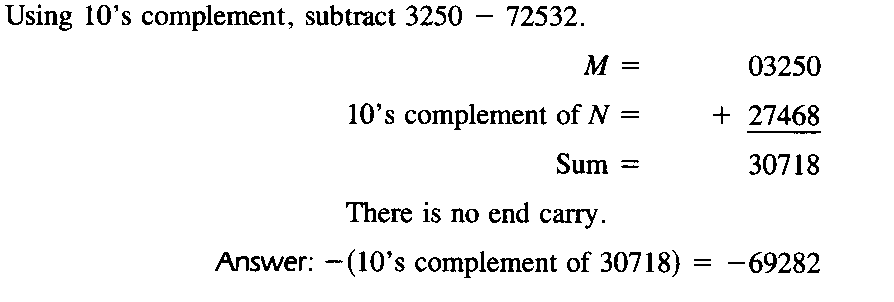 Using 10's complement, subtract 3250 − 72532.
M = 03250
10's complement of N = + 27468
Sum = 30718
There is no end carry.
Answer: −(10's complement of 30718) = −69282